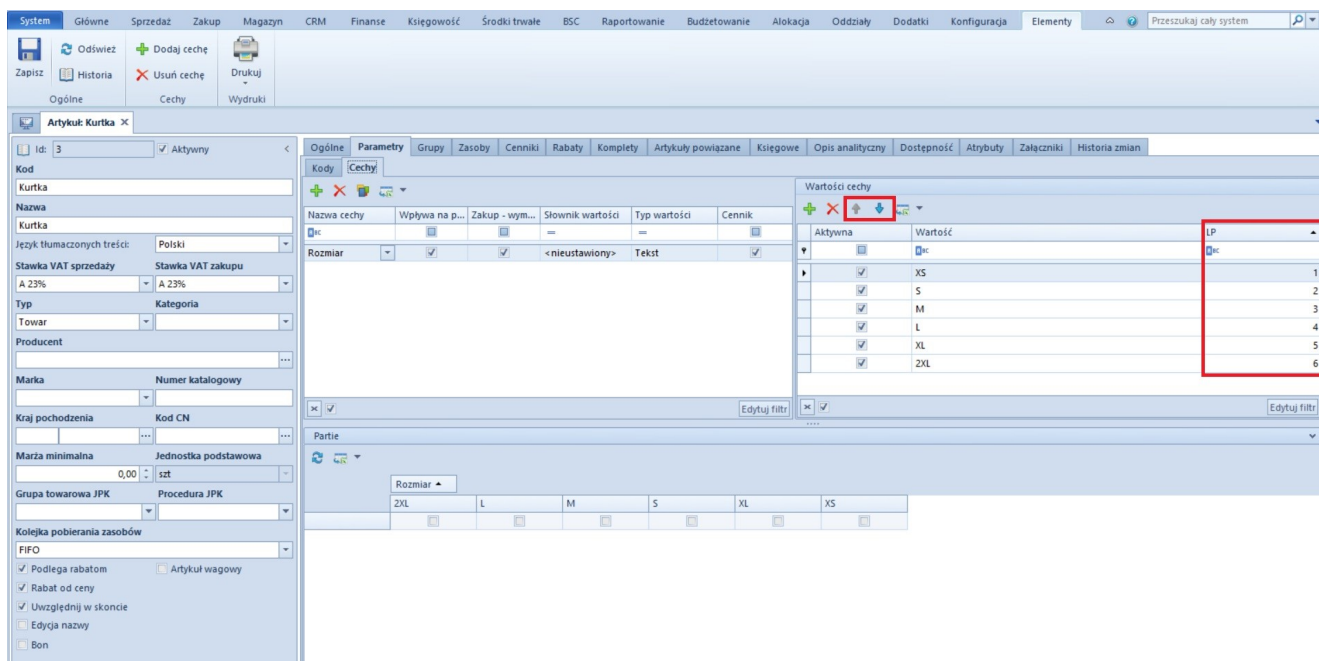 System Główne Sprzedaż Zakup Magazyn CRM Finanse Księgowość Środki trwałe BSC Raportowanie Budżetowanie Alokacja Oddziały Dodatki Konfiguracja Elementy Przeszukaj cały system
Zapisz Odśwież Historia Dodaj cechę Usuń cechę Drukuj
Ogólne Cechy Wydruki
Artykuł: Kurtka
Id: 3 Aktywny
Kod
Kurtka
Nazwa
Kurtka
Język tłumaczonych treści: Polski
Stawka VAT sprzedaży Stawka VAT zakupu
A 23% A 23%
Typ Kategoria
Towar
Producent
Marka Numer katalogowy
Kraj pochodzenia Kod CN
Marża minimalna Jednostka podstawowa
0,00 szt
Grupa towarowa JPK Procedura JPK
Kolejka pobierania zasobów
FIFO
Podlega rabatom Artykuł wagowy
Rabat od ceny
Uwzględnij w skoncie
Edycja nazwy
Bon
Ogólne Parametry Grupy Zasoby Cenniki Rabaty Komplety Artykuły powiązane Księgowe Opis analityczny Dostępność Atrybuty Załączniki Historia zmian
Kody Cechy
Nazwa cechy Wpływa na p... Zakup - wym... Słownik wartości Typ wartości Cennik
Rozmiar <nieustawiony> Tekst
Edytuj filtr
Wartości cechy
Aktywna Wartość LP
XS 1
S 2
M 3
L 4
XL 5
2XL 6
Edytuj filtr
Partie
Rozmiar
2XL L M S XL XS